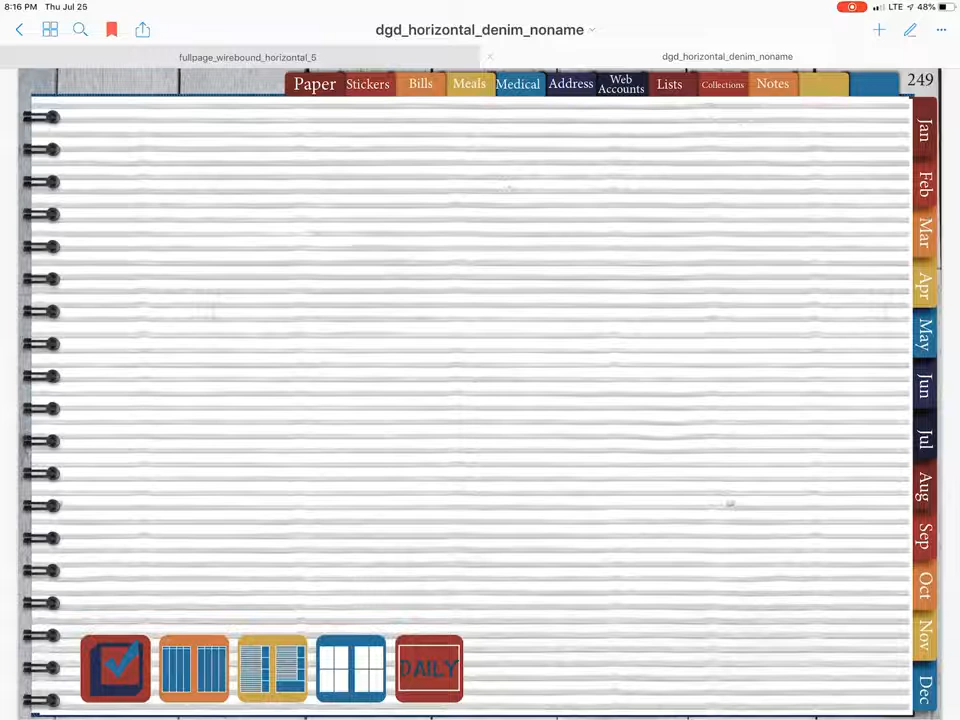 8:16 PM Thu Jul 25
LTE 48%
dgd_horizontal_denim_noname
fullpage_wirebound_horizontal_5
dgd_horizontal_denim_noname
Paper Stickers Bills Meals Medical Address Web Accounts Lists Collections Notes
249
Jan
Feb
Mar
Apr
May
Jun
Jul
Aug
Sep
Oct
Nov
Dec
DAILY